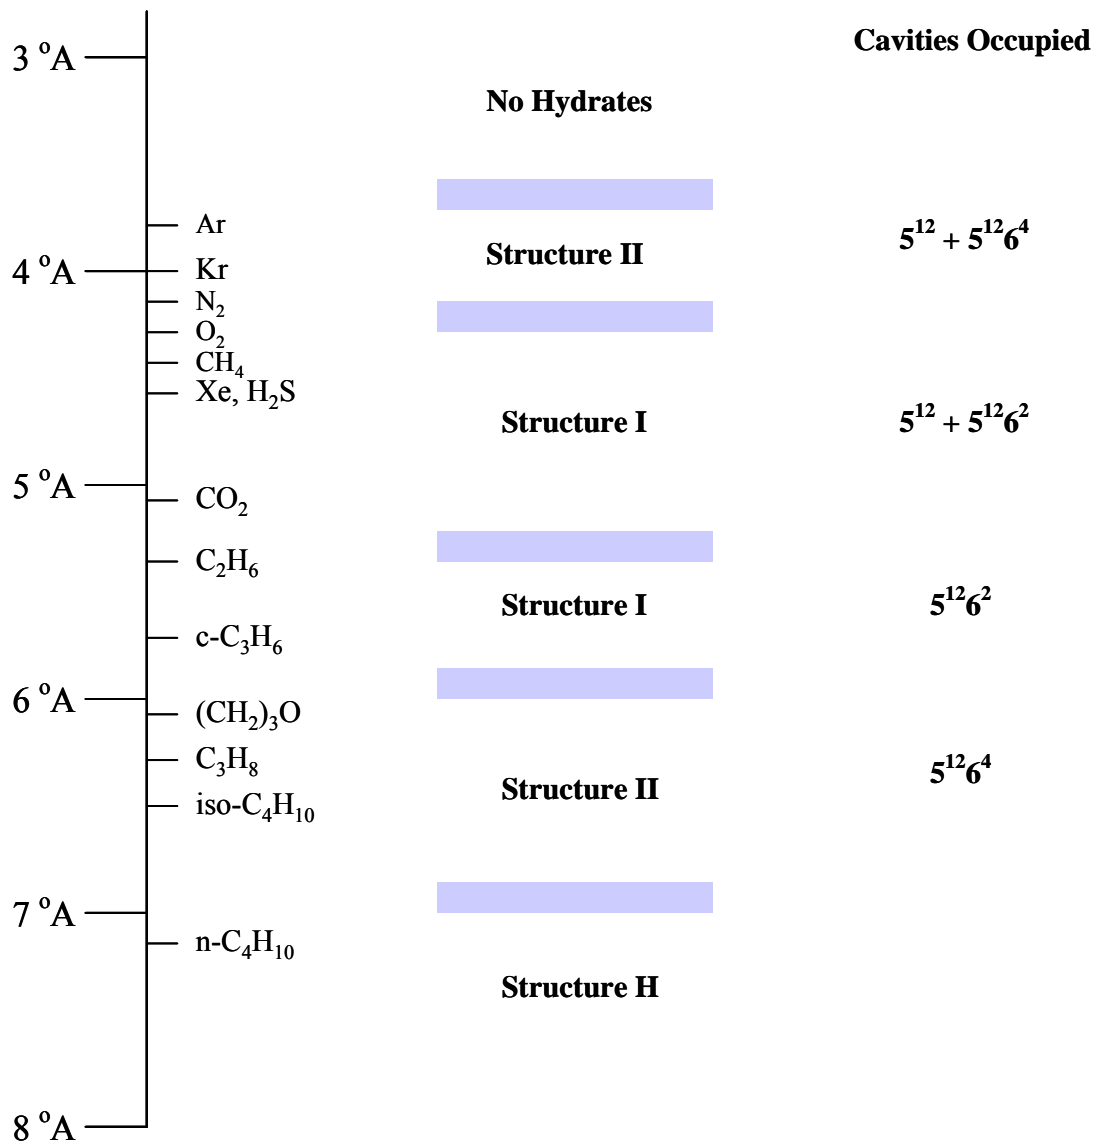 Cavities Occupied
3 °A
No Hydrates
Ar
5¹² + 5¹²6⁴
Structure II
4 °A
Kr
N₂
O₂
CH₄
Xe, H₂S
Structure I
5¹² + 5¹²6²
5 °A
CO₂
C₂H₆
Structure I
5¹²6²
c-C₃H₆
6 °A
(CH₂)₃O
C₃H₈
5¹²6⁴
Structure II
iso-C₄H₁₀
7 °A
n-C₄H₁₀
Structure H
8 °A